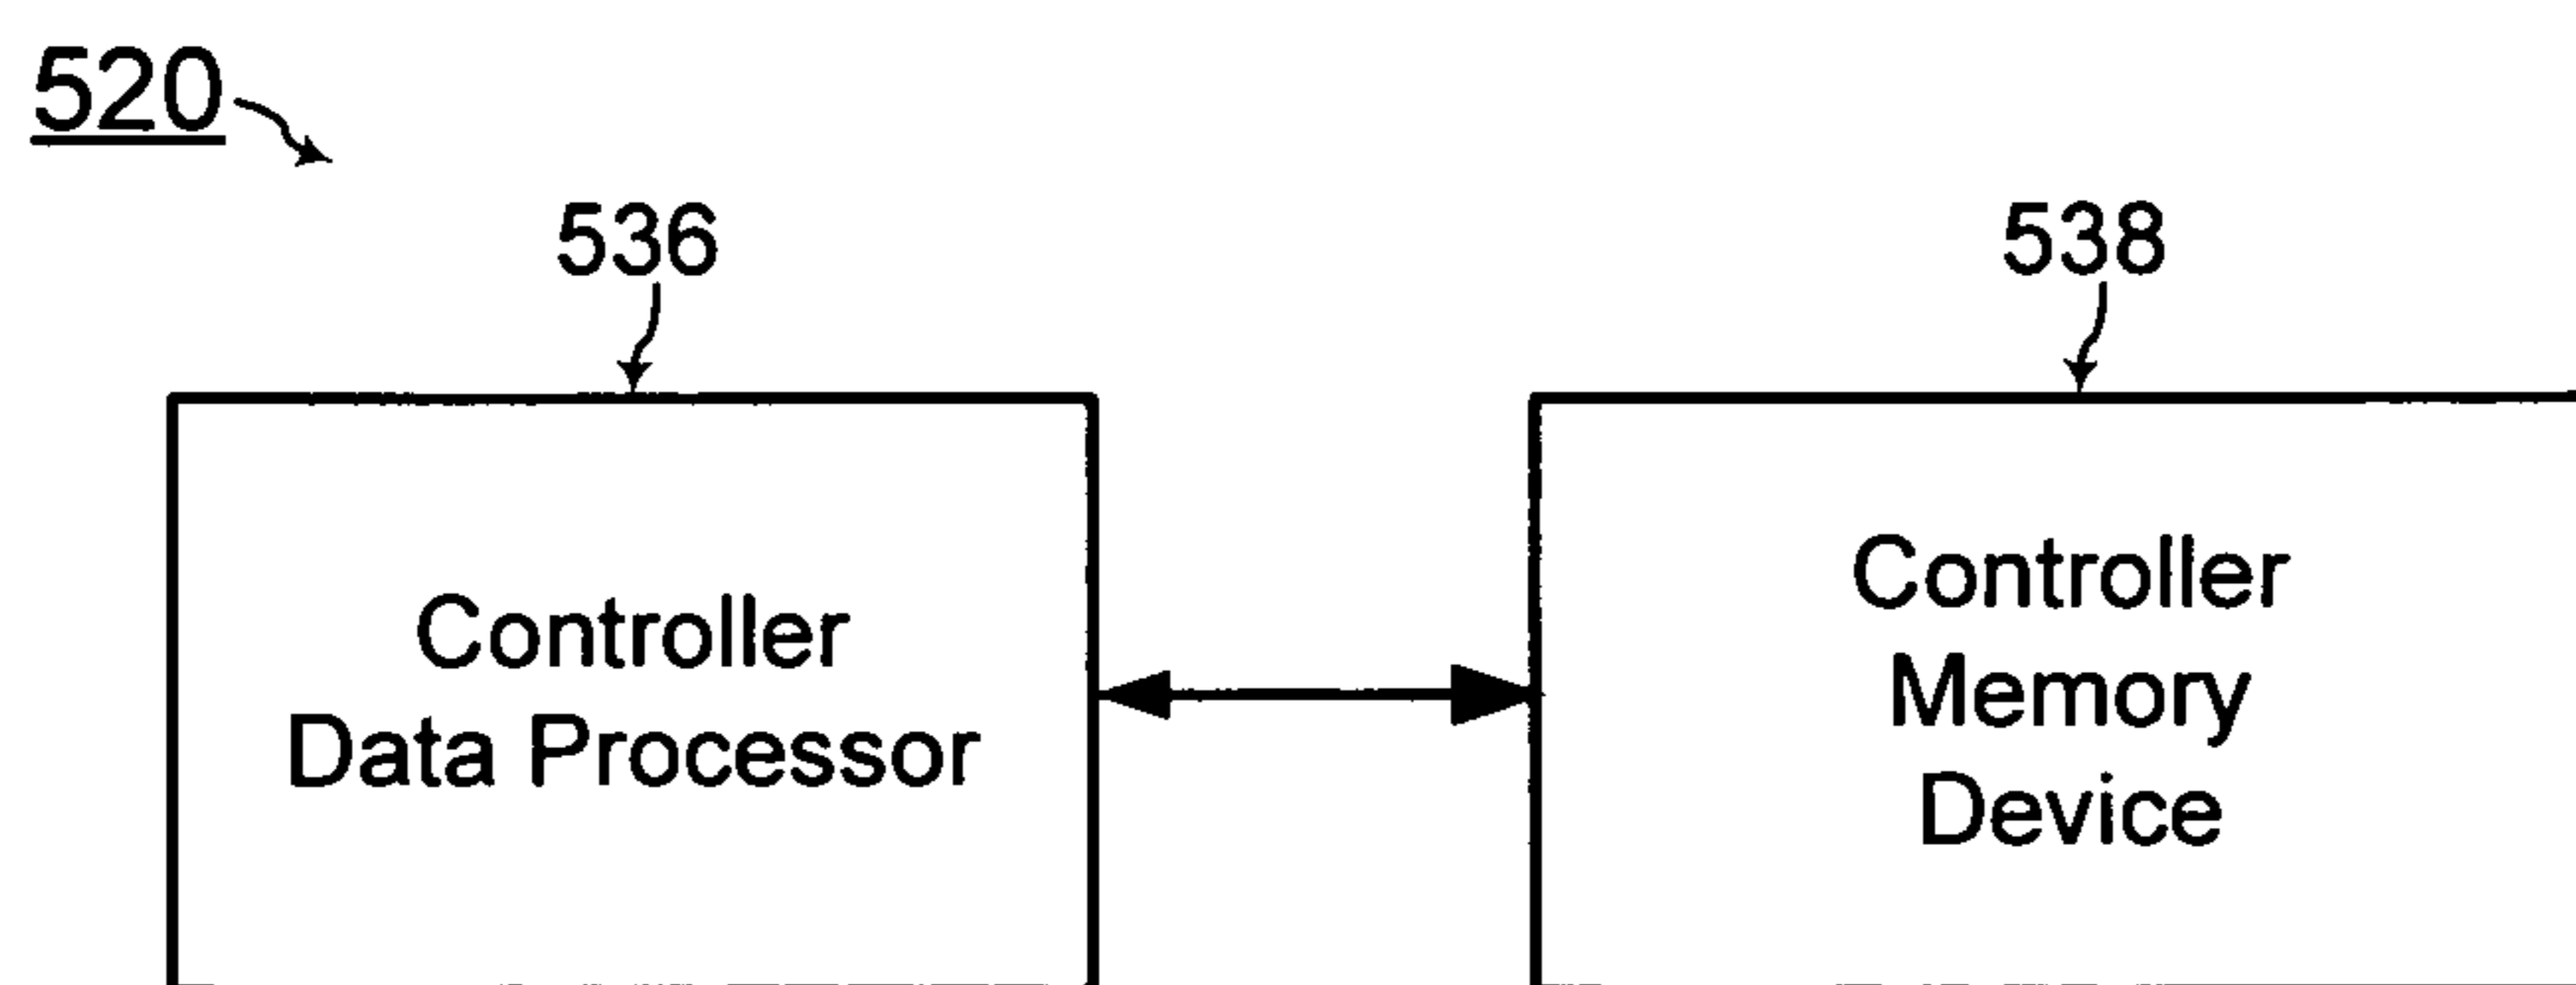 520
536
538
Controller
Data Processor
Controller
Memory
Device